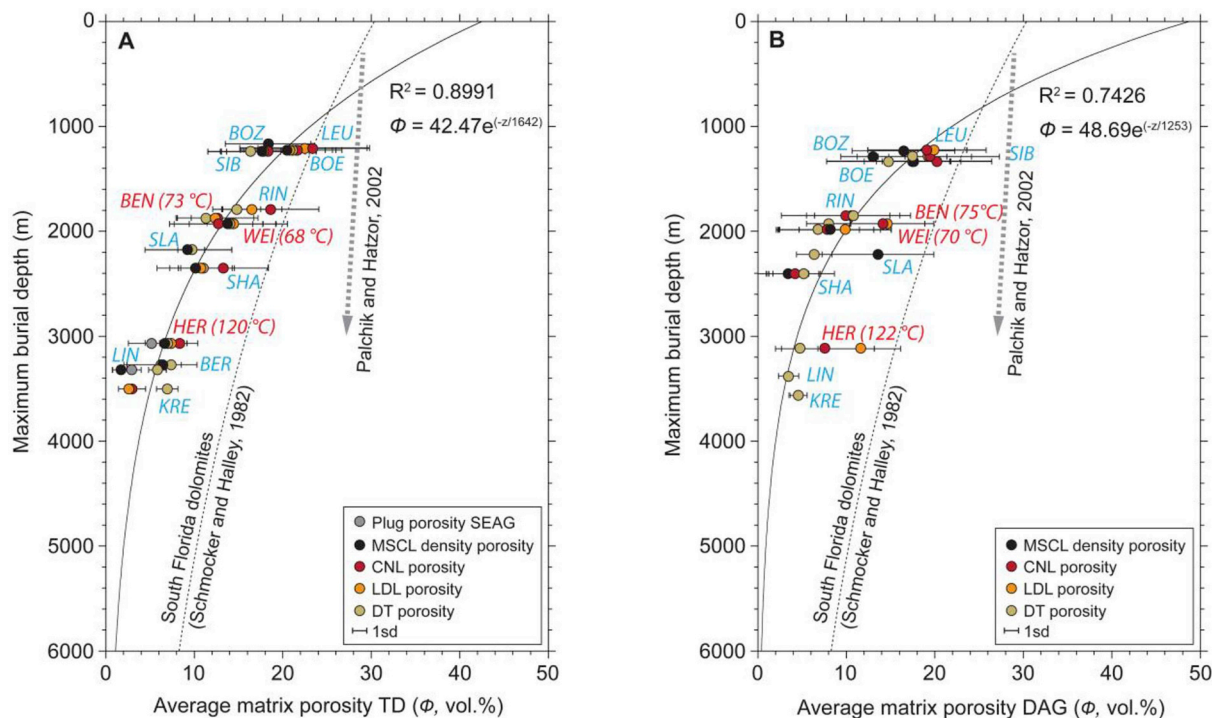 A
0
1000
2000
3000
4000
5000
6000
Maximum burial depth (m)
0
10
20
30
40
50
Average matrix porosity TD (Φ, vol.%)
R² = 0.8991
Φ = 42.47e^(-z/1642)
BOZ
LEU
SIB
BOE
BEN (73 °C)
RIN
WEI (68 °C)
SLA
SHA
HER (120 °C)
LIN
BER
KRE
Palchik and Hatzor, 2002
South Florida dolomites
(Schmocker and Halley, 1982)
Plug porosity SEAG
MSCL density porosity
CNL porosity
LDL porosity
DT porosity
1sd
B
0
1000
2000
3000
4000
5000
6000
Maximum burial depth (m)
0
10
20
30
40
50
Average matrix porosity DAG (Φ, vol.%)
R² = 0.7426
Φ = 48.69e^(-z/1253)
LEU
BOZ
SIB
BOE
RIN
BEN (75°C)
WEI (70 °C)
SLA
SHA
HER (122 °C)
LIN
KRE
Palchik and Hatzor, 2002
South Florida dolomites
(Schmocker and Halley, 1982)
MSCL density porosity
CNL porosity
LDL porosity
DT porosity
1sd